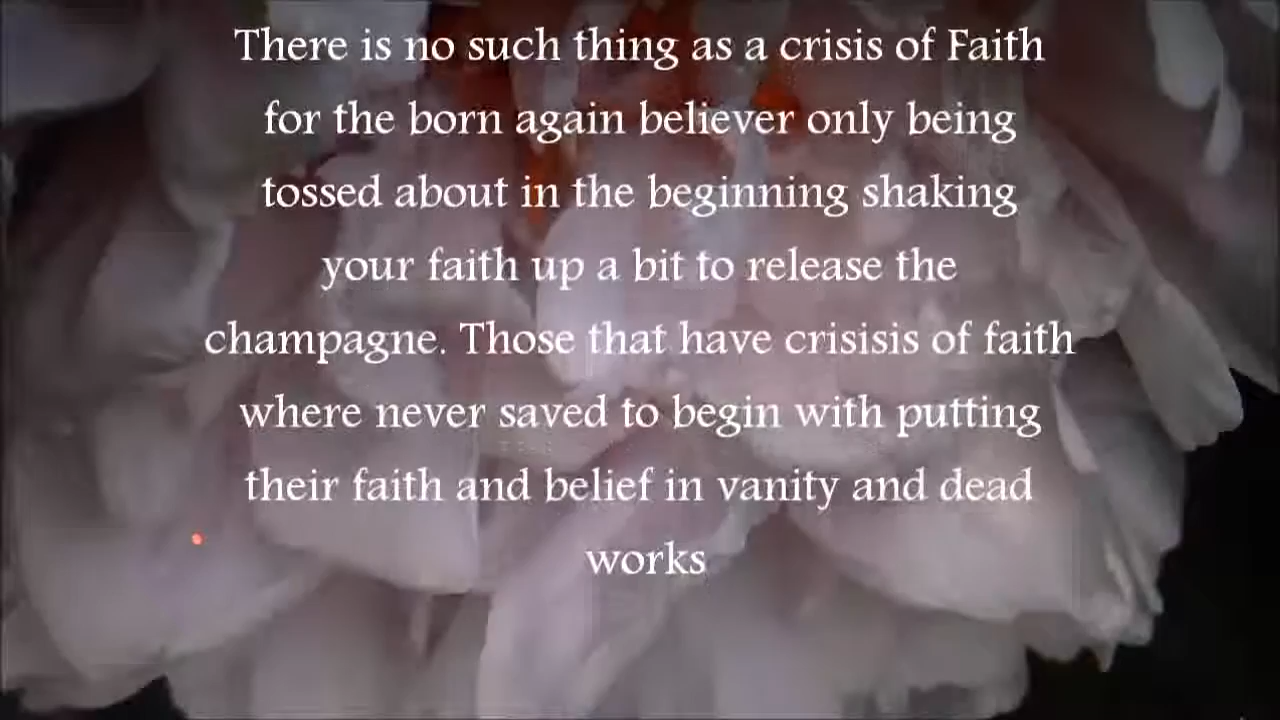 There is no such thing as a crisis of Faith
for the born again believer only being
tossed about in the beginning shaking
your faith up a bit to release the
champagne. Those that have crisisis of faith
where never saved to begin with putting
their faith and belief in vanity and dead
works